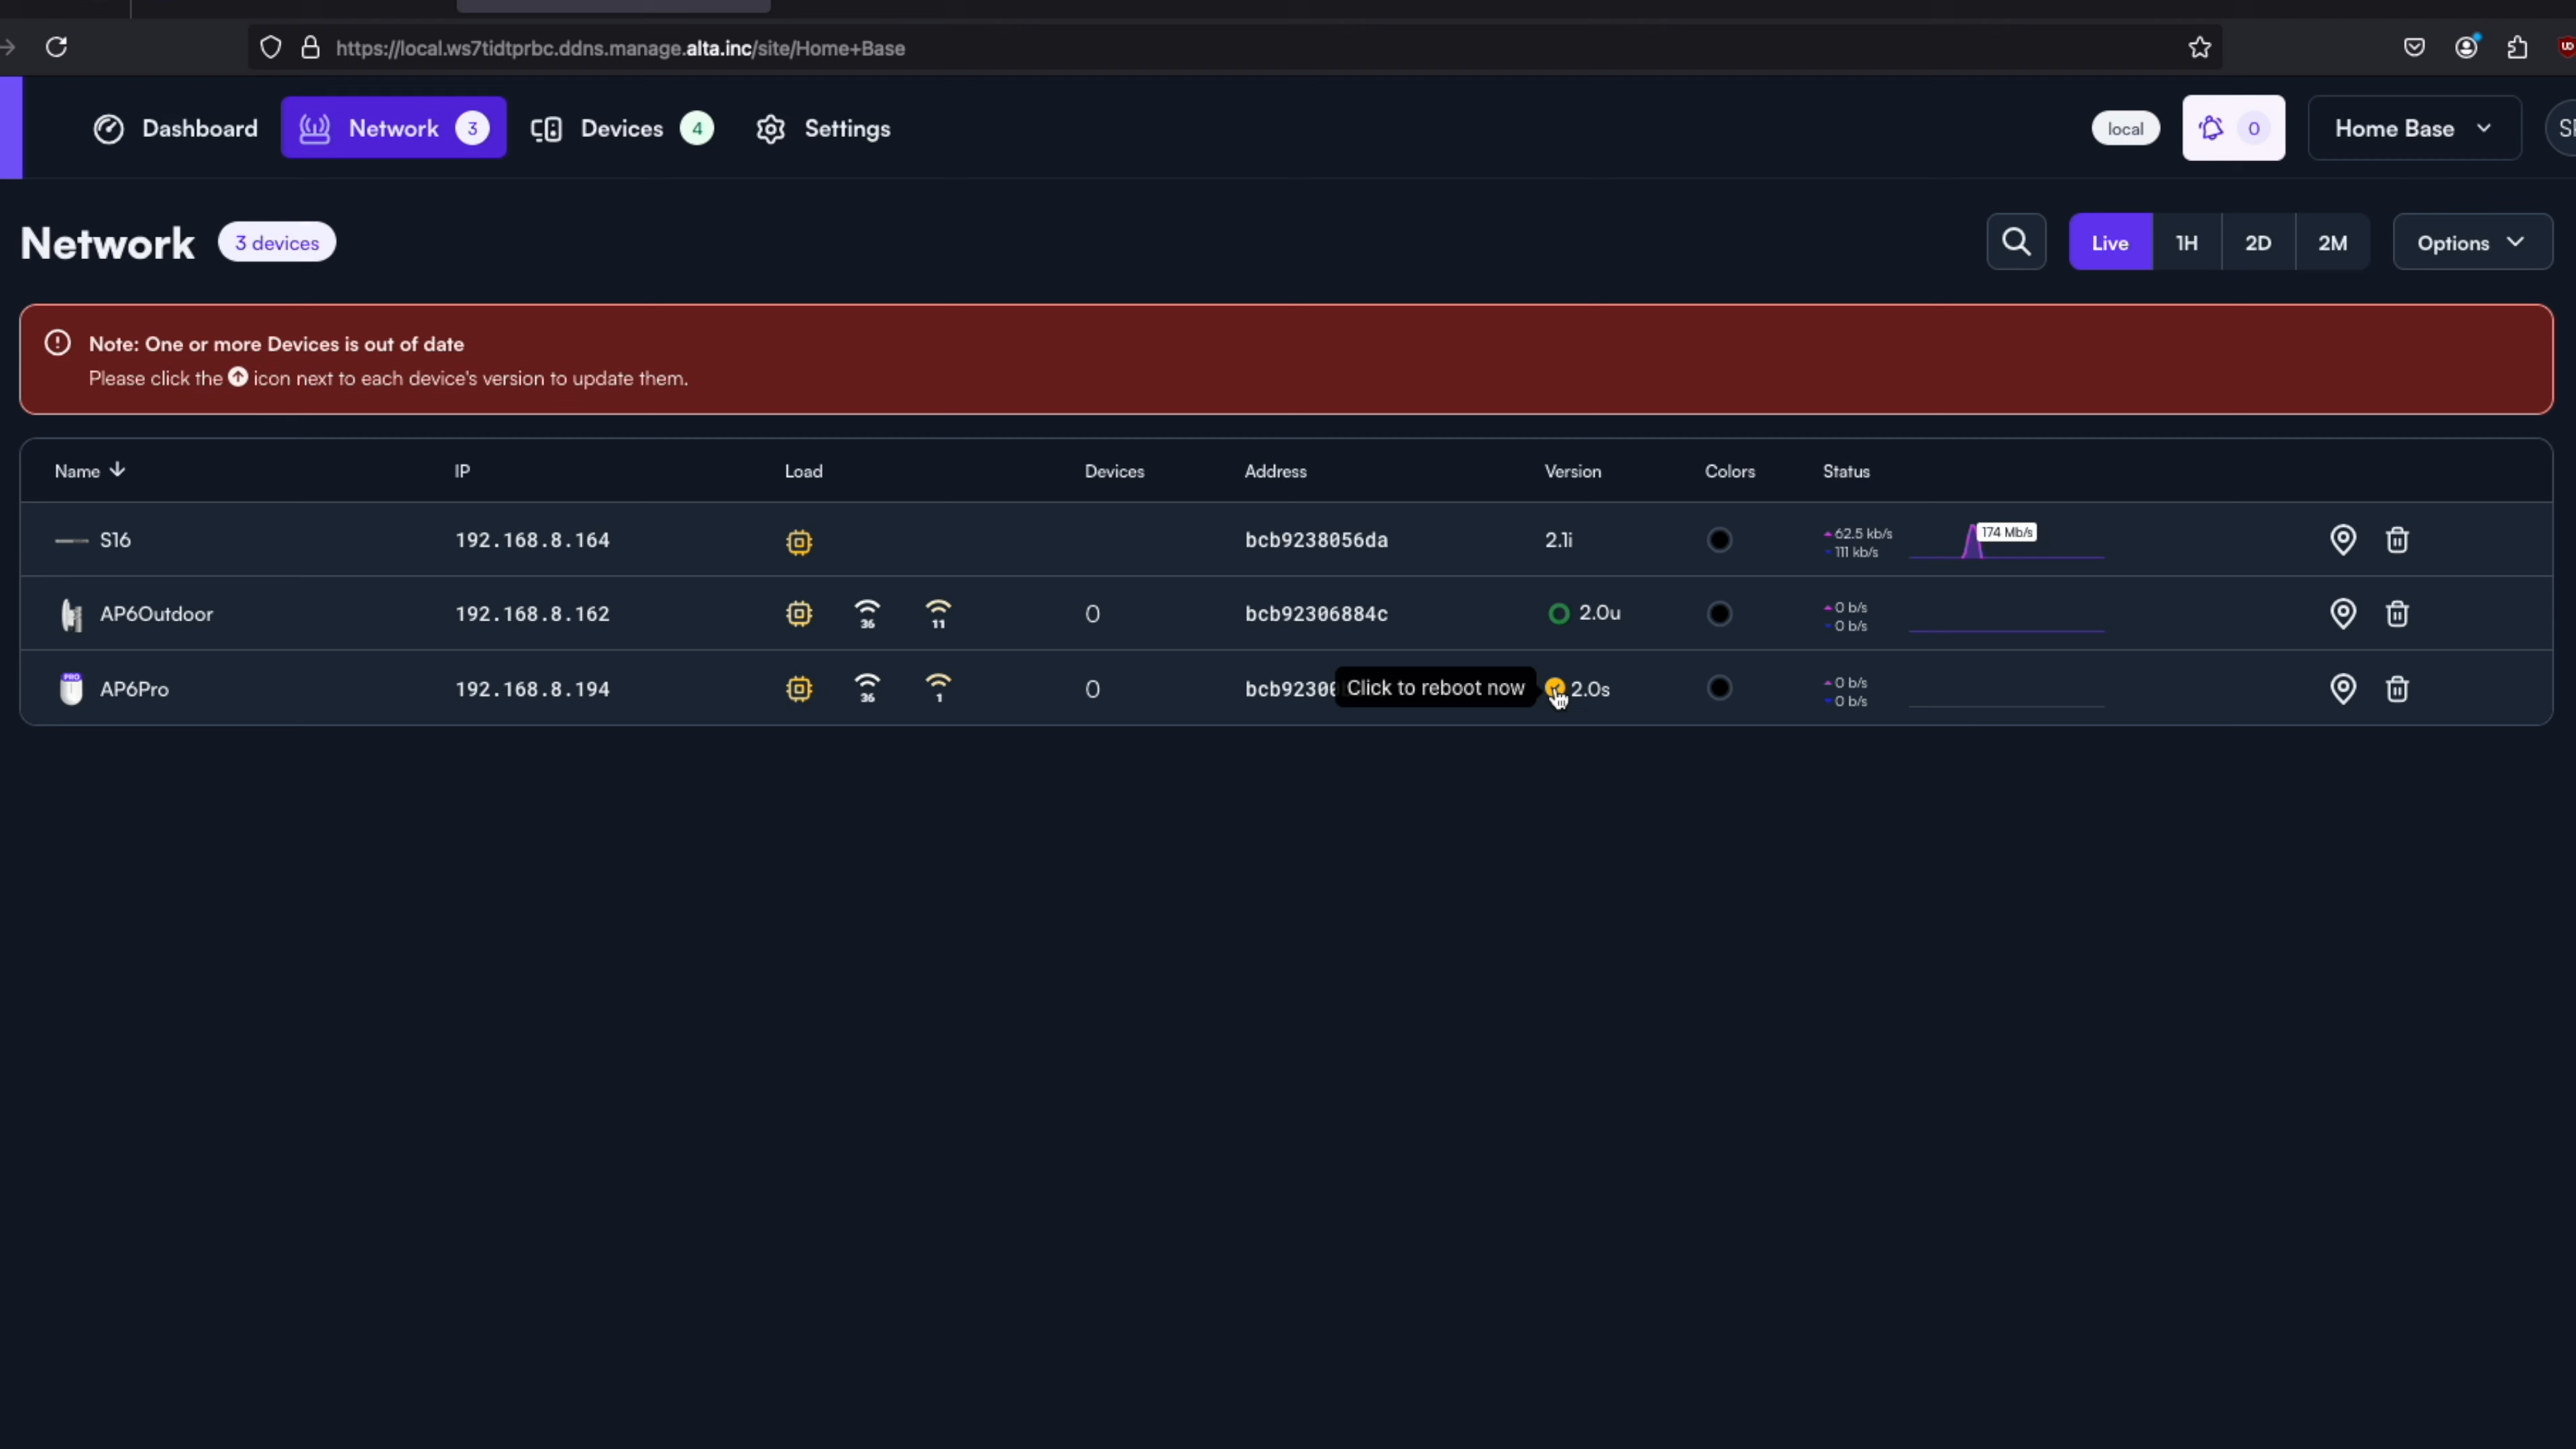 https://local.ws7tidtprbc.ddns.manage.alta.inc/site/Home+Base
Dashboard Network 3 Devices 4 Settings local 0 Home Base
Network 3 devices Live 1H 2D 2M Options
Note: One or more Devices is out of date
Please click the icon next to each device's version to update them.
Name IP Load Devices Address Version Colors Status
S16 192.168.8.164 bcb9238056da 2.1i 62.5 kb/s 174 Mb/s
111 kb/s
AP6Outdoor 192.168.8.162 36 11 0 bcb92306884c 2.0u 0 b/s
0 b/s
PRO AP6Pro 192.168.8.194 36 1 0 bcb9230 Click to reboot now 2.0s 0 b/s
0 b/s